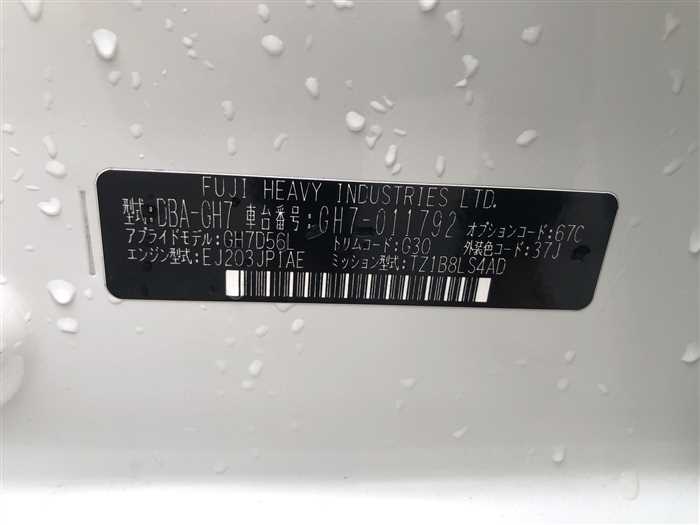 FUJI HEAVY INDUSTRIES LTD.
型式:DBA-GH7 車台番号:GH7-011792 オプションコード:67C
アプライドモデル:GH7D56L トリムコード:C30 外装色コード:37J
エンジン型式:EJ203JP1AE ミッション型式:TZ1B8LS4AD